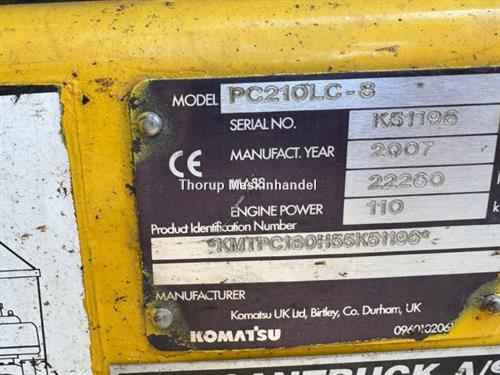 MODEL PC210LC-8
SERIAL NO. K51196
MANUFACT. YEAR 2007
MASS 22260
Thorup Maskinhandel
ENGINE POWER 110
Product Identification Number
*KMTPC180H55K51196*
MANUFACTURER
Komatsu UK Ltd, Birtley, Co. Durham, UK
KOMATSU